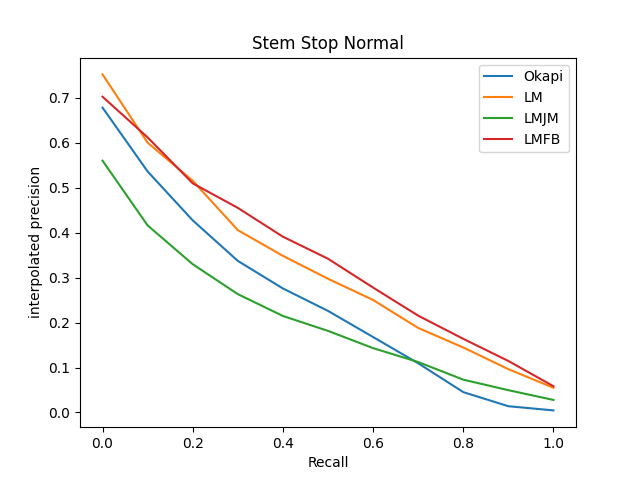 Stem Stop Normal
Okapi
LM
LMJM
LMFB
interpolated precision
0.7
0.6
0.5
0.4
0.3
0.2
0.1
0.0
0.0 0.2 0.4 0.6 0.8 1.0
Recall